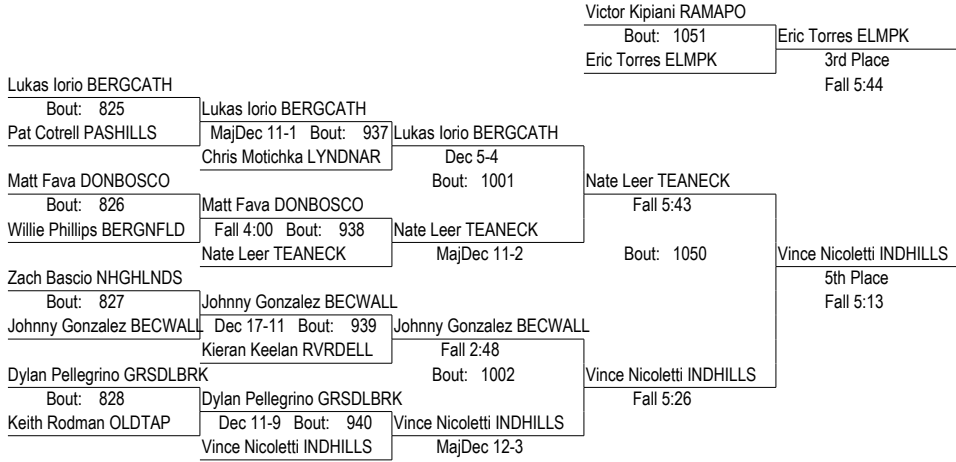 Victor Kipiani RAMAPO
Bout: 1051 Eric Torres ELMPK
Eric Torres ELMPK 3rd Place
Lukas Iorio BERGCATH Fall 5:44
Bout: 825 Lukas Iorio BERGCATH
Pat Cotrell PASHILLS MajDec 11-1 Bout: 937 Lukas Iorio BERGCATH
Chris Motichka LYNDNAR Dec 5-4
Matt Fava DONBOSCO Bout: 1001 Nate Leer TEANECK
Bout: 826 Matt Fava DONBOSCO Fall 5:43
Willie Phillips BERGNFLD Fall 4:00 Bout: 938 Nate Leer TEANECK
Nate Leer TEANECK MajDec 11-2 Bout: 1050 Vince Nicoletti INDHILLS
Zach Bascio NHGHLNDS 5th Place
Bout: 827 Johnny Gonzalez BECWALL Fall 5:13
Johnny Gonzalez BECWALL Dec 17-11 Bout: 939 Johnny Gonzalez BECWALL
Kieran Keelan RVRDELL Fall 2:48
Dylan Pellegrino GRSDLBRK Bout: 1002 Vince Nicoletti INDHILLS
Bout: 828 Dylan Pellegrino GRSDLBRK Fall 5:26
Keith Rodman OLDTAP Dec 11-9 Bout: 940 Vince Nicoletti INDHILLS
Vince Nicoletti INDHILLS MajDec 12-3